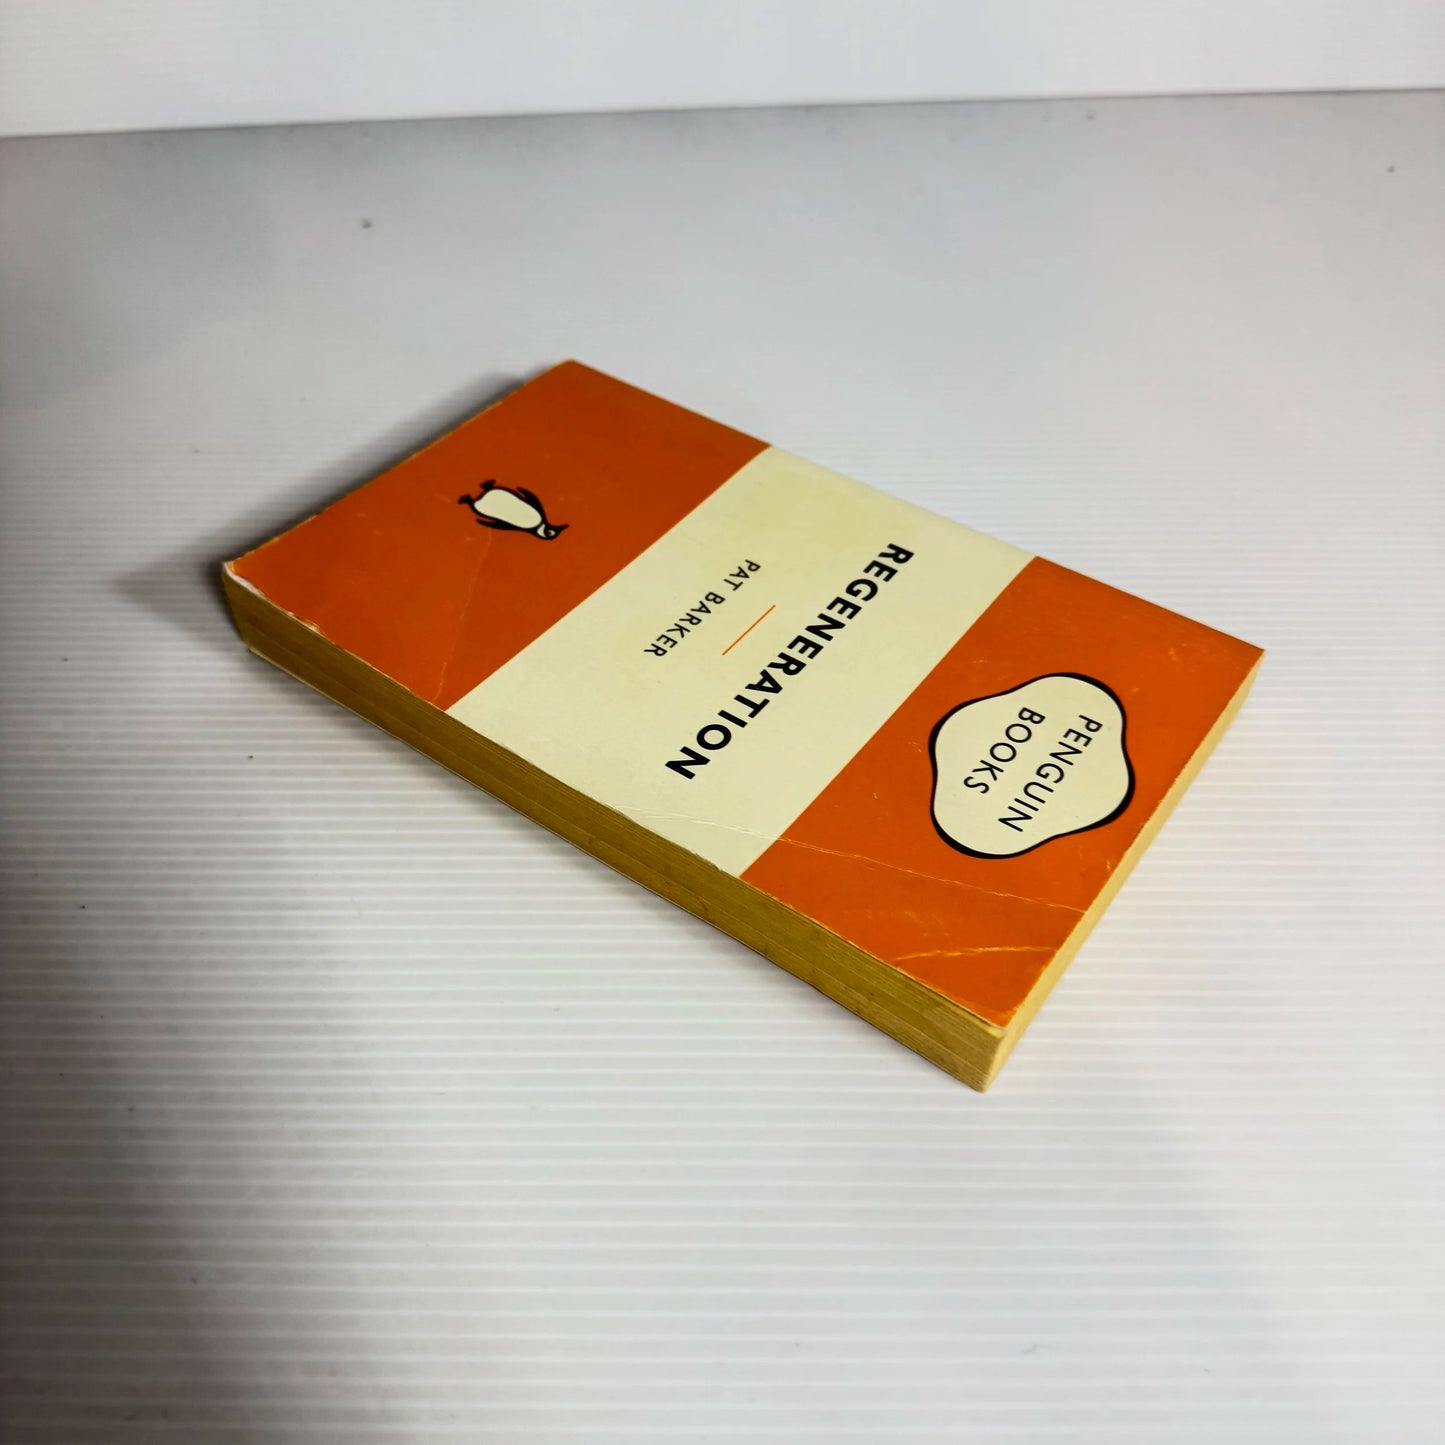 PENGUIN
BOOKS
REGENERATION
PAT BARKER